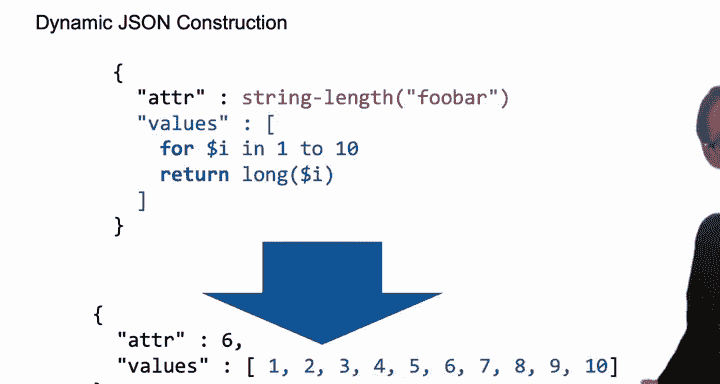 Dynamic JSON Construction
{
"attr" : string-length("foobar")
"values" : [
for $i in 1 to 10
return long($i)
]
}
{
"attr" : 6,
"values" : [ 1, 2, 3, 4, 5, 6, 7, 8, 9, 10]